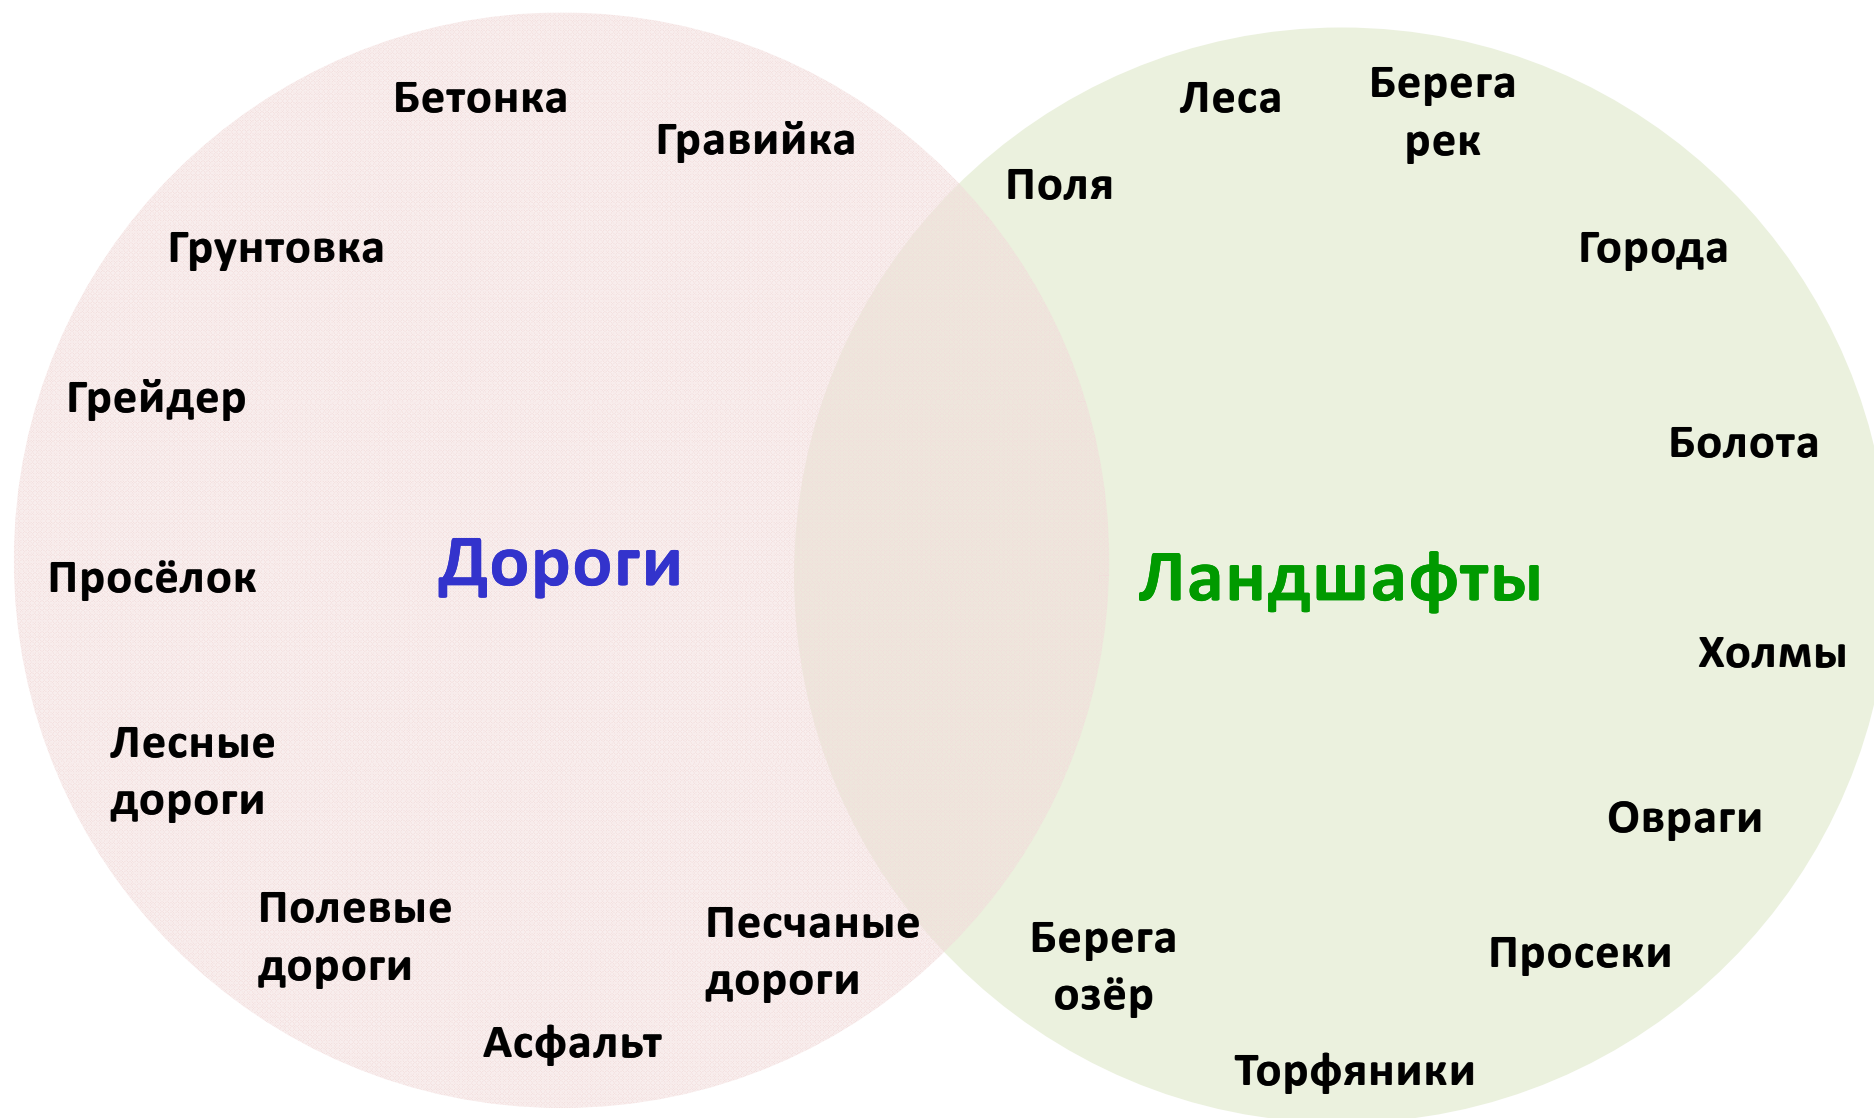 Бетонка
Гравийка
Грунтовка
Грейдер
Просёлок
Дороги
Лесные
дороги
Полевые
дороги
Песчаные
дороги
Асфальт
Леса
Берега
рек
Поля
Города
Болота
Ландшафты
Холмы
Овраги
Берега
озёр
Просеки
Торфяники